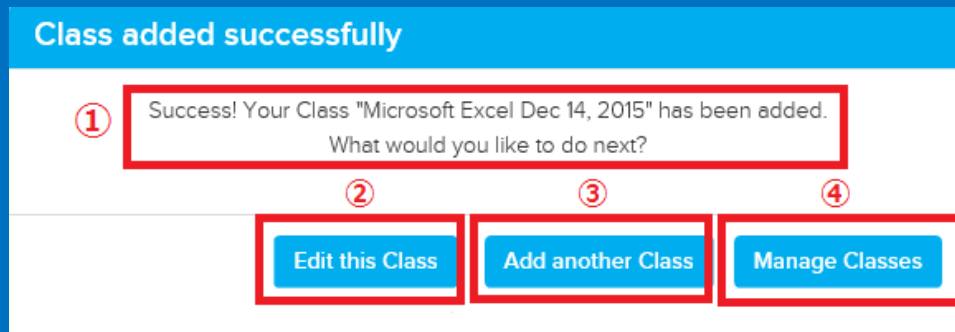 Class added successfully
①
Success! Your Class "Microsoft Excel Dec 14, 2015" has been added.
What would you like to do next?
② ③ ④
Edit this Class Add another Class Manage Classes